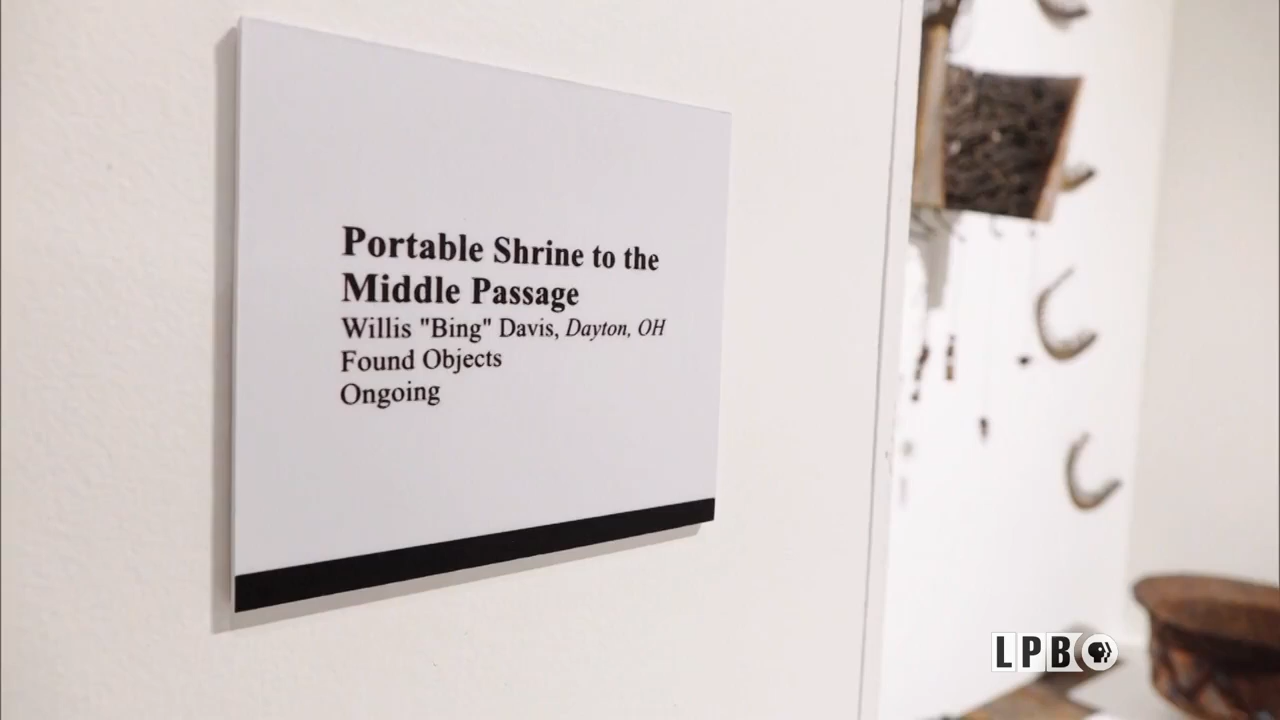 Portable Shrine to the
Middle Passage
Willis "Bing" Davis, Dayton, OH
Found Objects
Ongoing
LPB